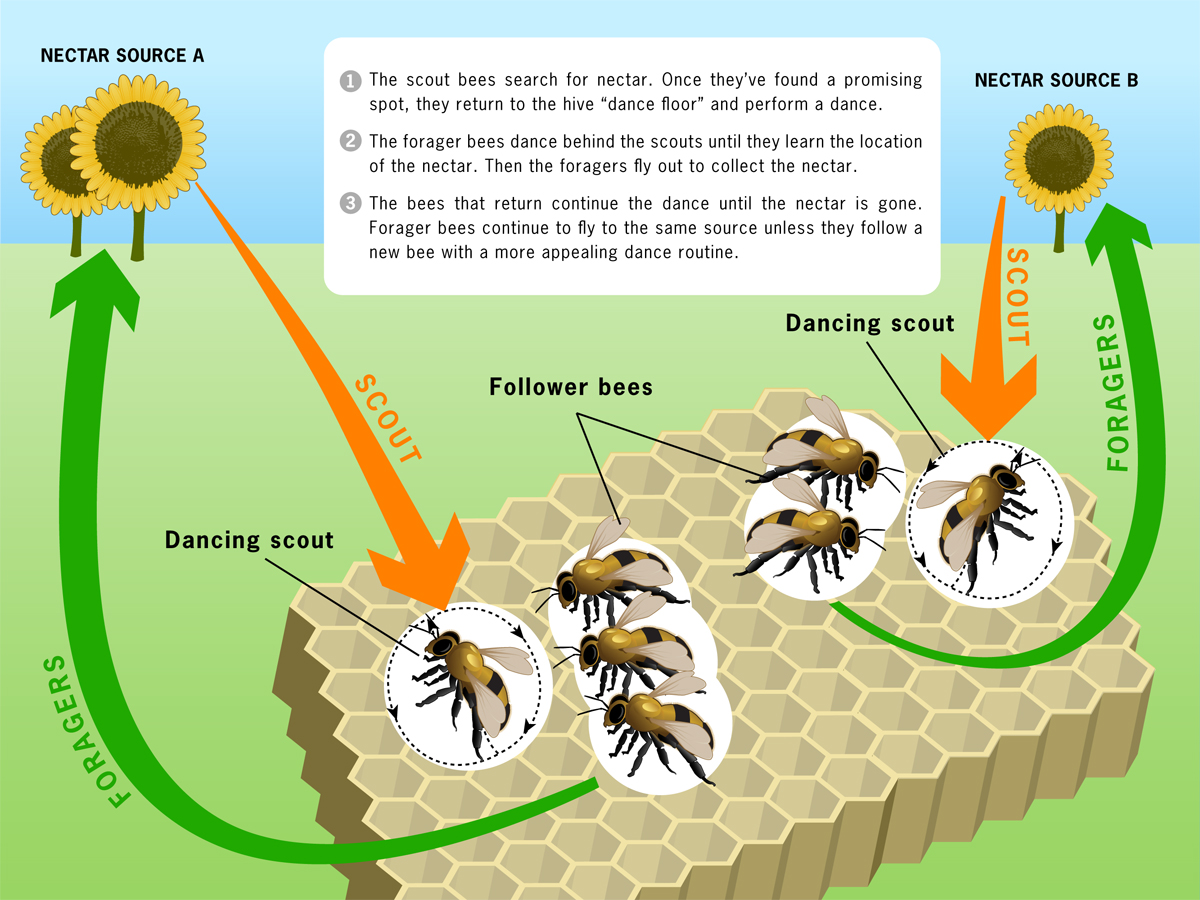 NECTAR SOURCE A
1 The scout bees search for nectar. Once they’ve found a promising
spot, they return to the hive “dance floor” and perform a dance.
2 The forager bees dance behind the scouts until they learn the location
of the nectar. Then the foragers fly out to collect the nectar.
3 The bees that return continue the dance until the nectar is gone.
Forager bees continue to fly to the same source unless they follow a
new bee with a more appealing dance routine.
NECTAR SOURCE B
SCOUT
Dancing scout
FORAGERS
Follower bees
SCOUT
Dancing scout
FORAGERS